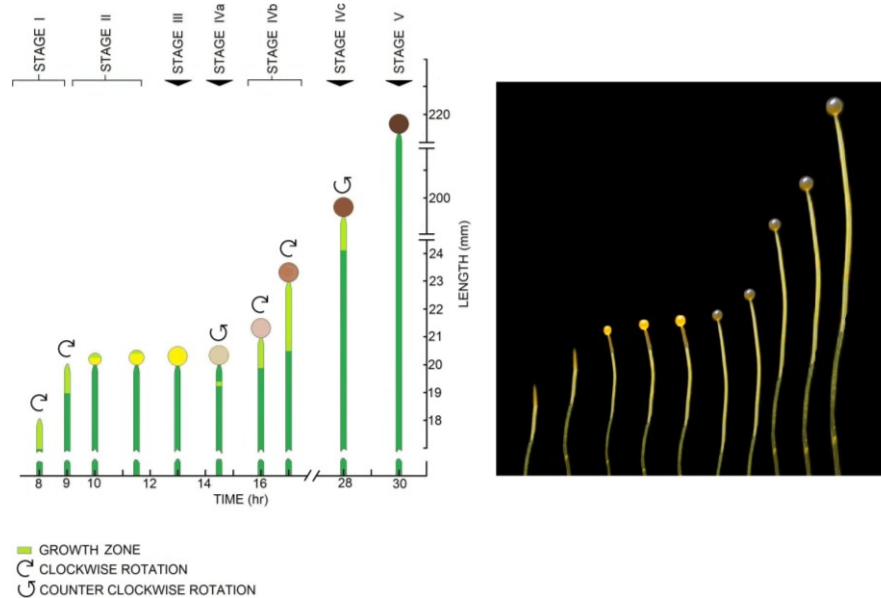 STAGE I
STAGE II
STAGE III
STAGE IVa
STAGE IVb
STAGE IVc
STAGE V
220
200
24
23
22
21
20
19
18
LENGTH (mm)
8 9 10 12 14 16 28 30
TIME (hr)
GROWTH ZONE
CLOCKWISE ROTATION
COUNTER CLOCKWISE ROTATION